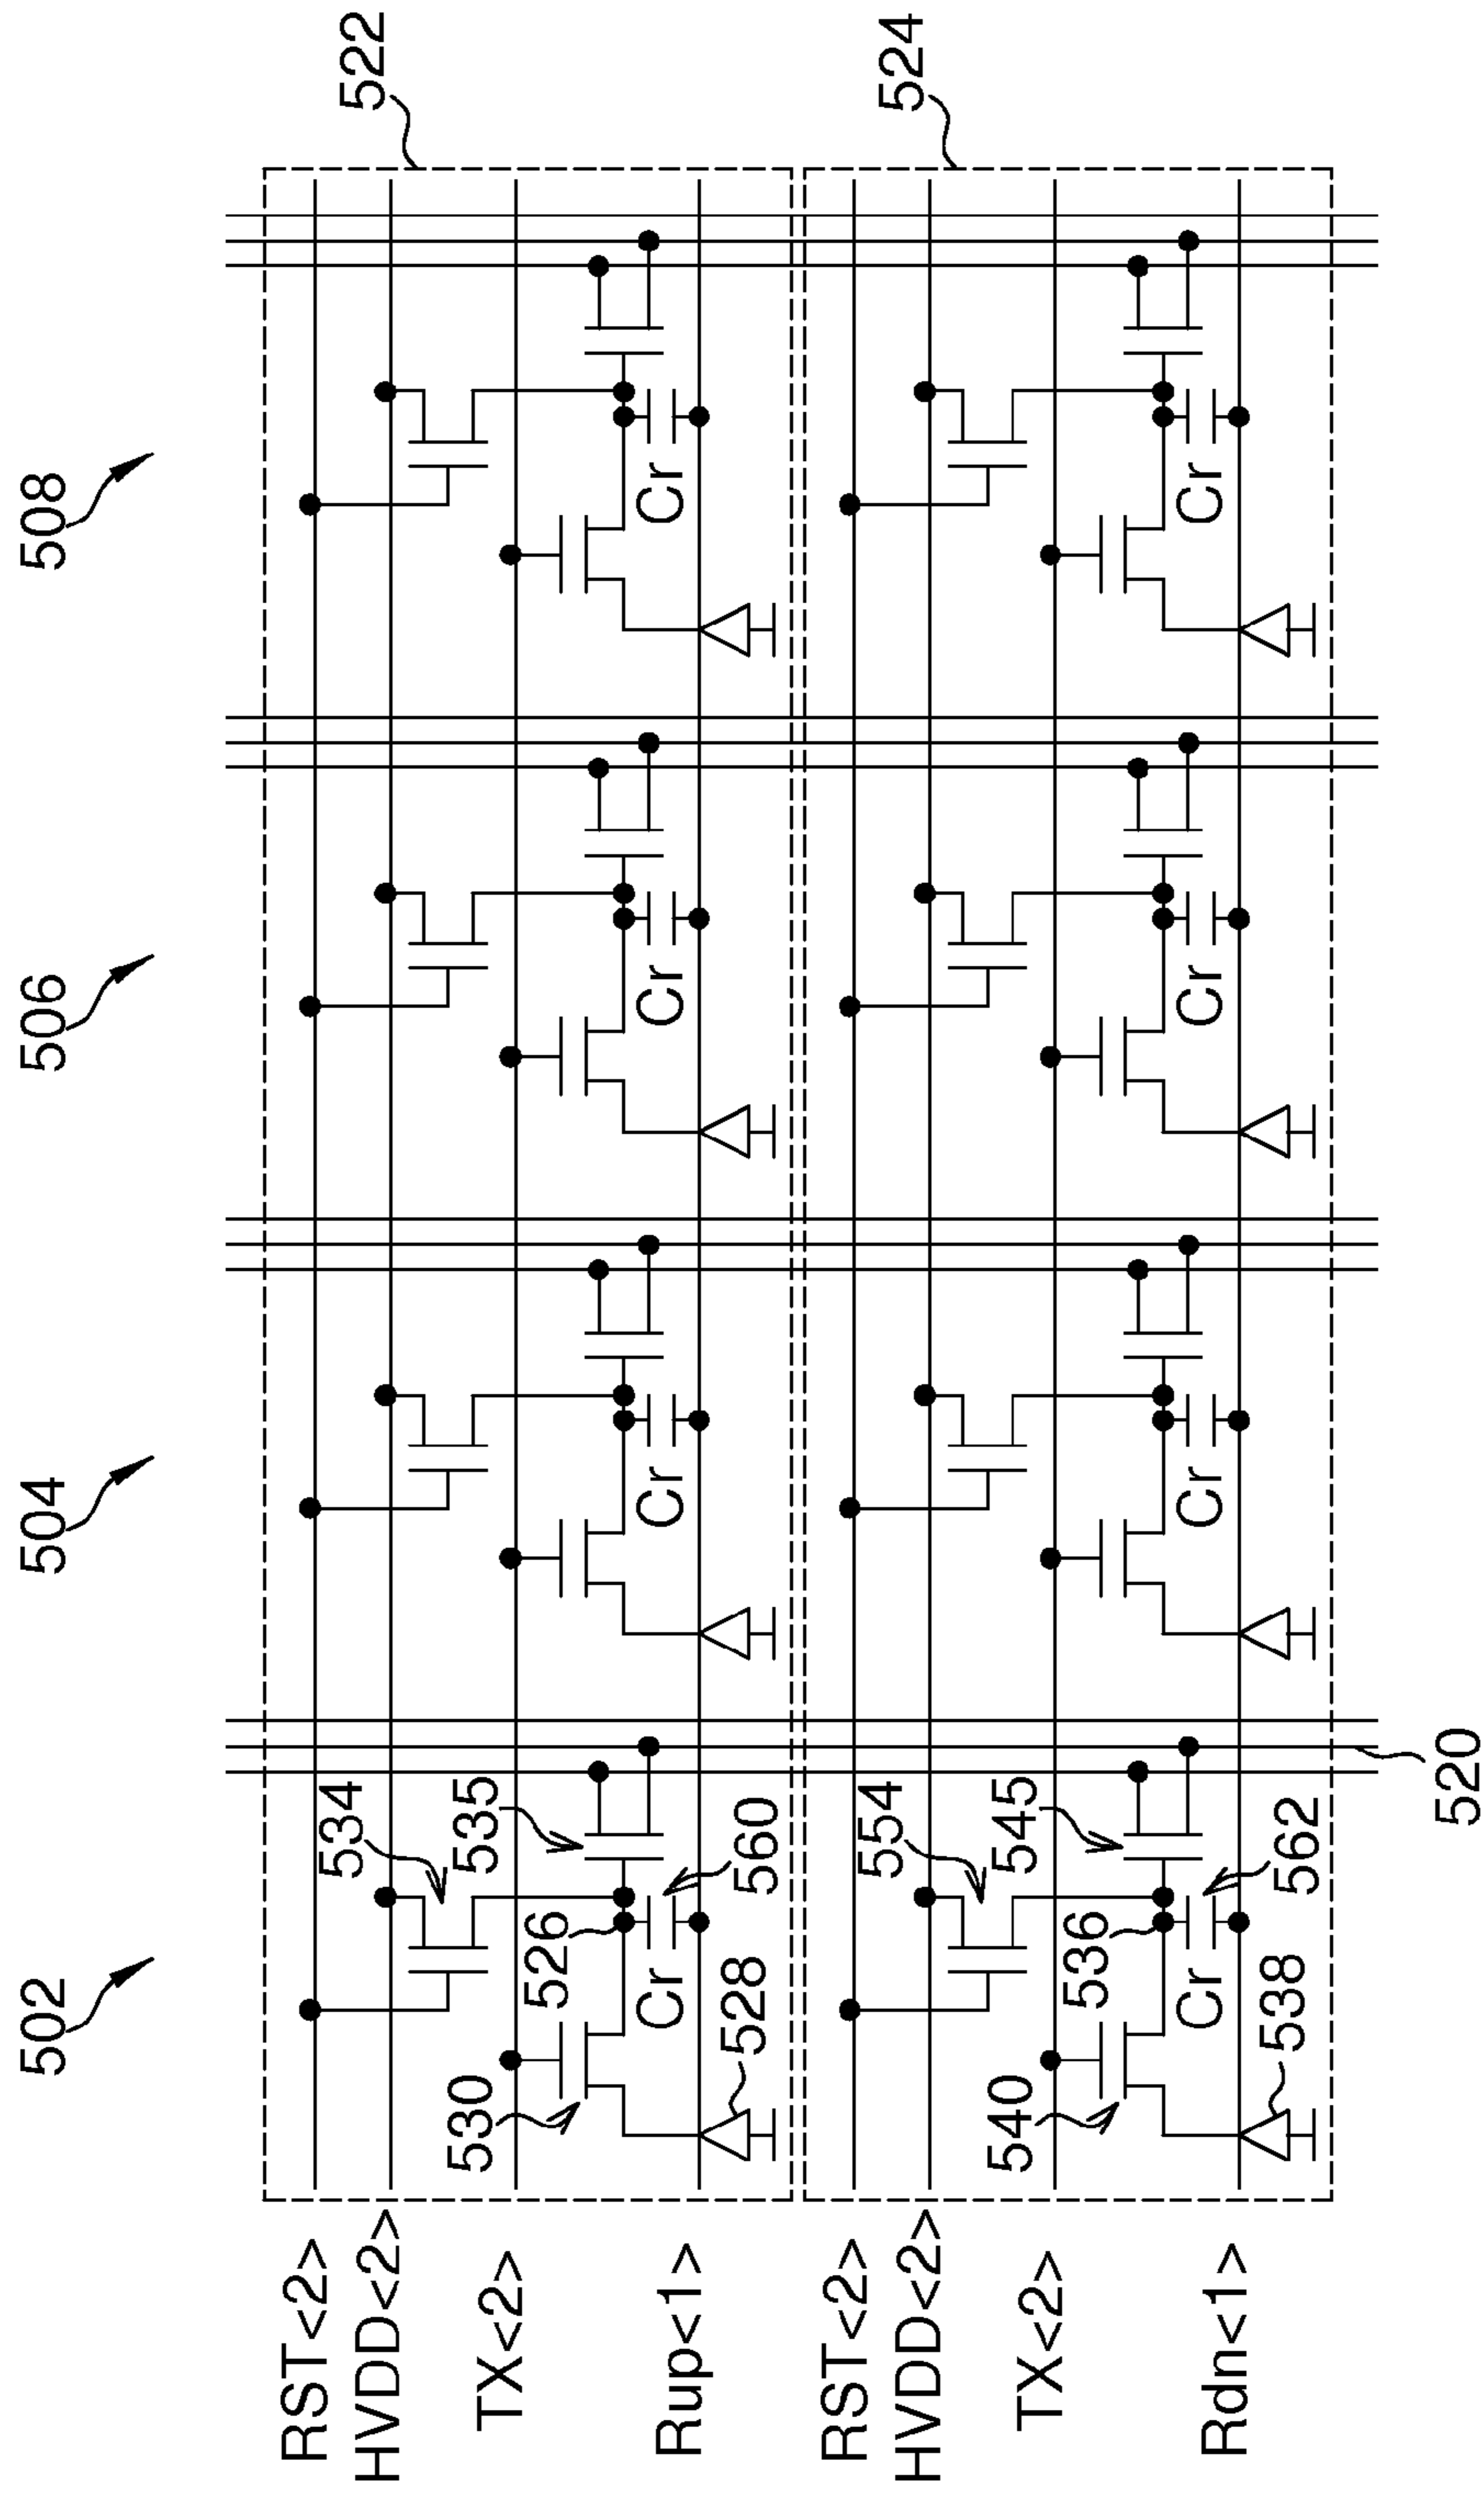 502
504
506
508
522
RST<2>
HVDD<2>
TX<2>
Rup<1>
534
535
526
530
Cr
560
528
Cr
Cr
Cr
524
RST<2>
HVDD<2>
TX<2>
Rdn<1>
554
545
536
540
Cr
562
538
Cr
Cr
Cr
520